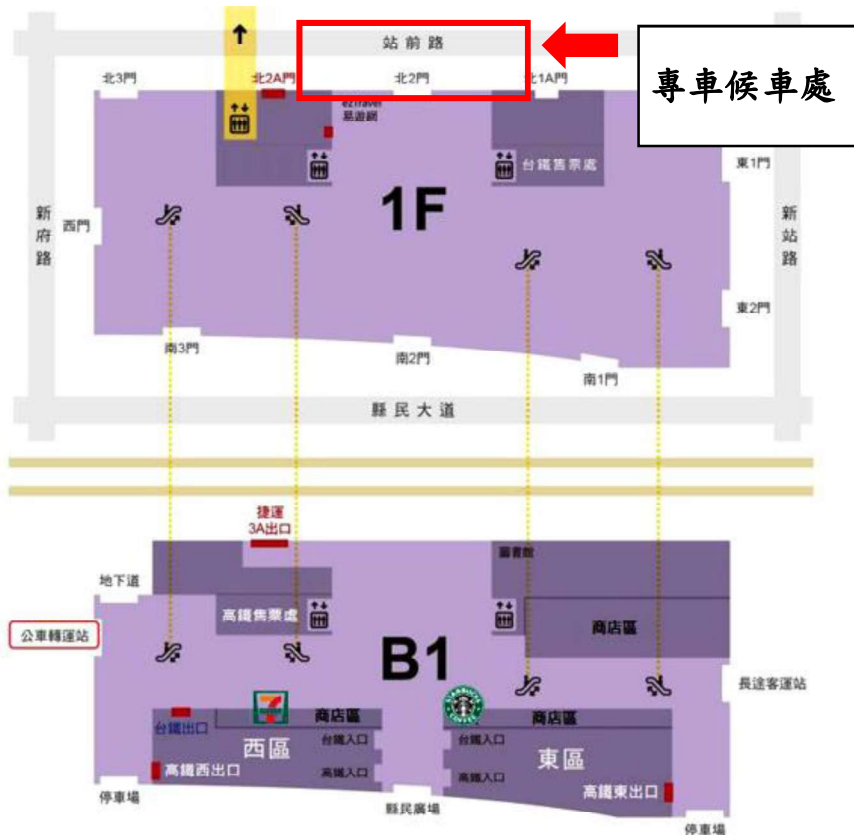 站前路
專車候車處
北3門
北2A門
北2門
北1A門
ezTravel
易遊網
台鐵售票處
東1門
1F
新府路
西門
新站路
東2門
南3門
南2門
南1門
縣民大道
捷運
3A出口
圖書館
地下道
高鐵售票處
商店區
公車轉運站
B1
長途客運站
7
ELEVEN
STARBUCKS
COFFEE
台鐵出口
商店區
商店區
西區
台鐵入口
台鐵入口
東區
高鐵西出口
高鐵入口
高鐵入口
高鐵東出口
停車場
縣民廣場
停車場